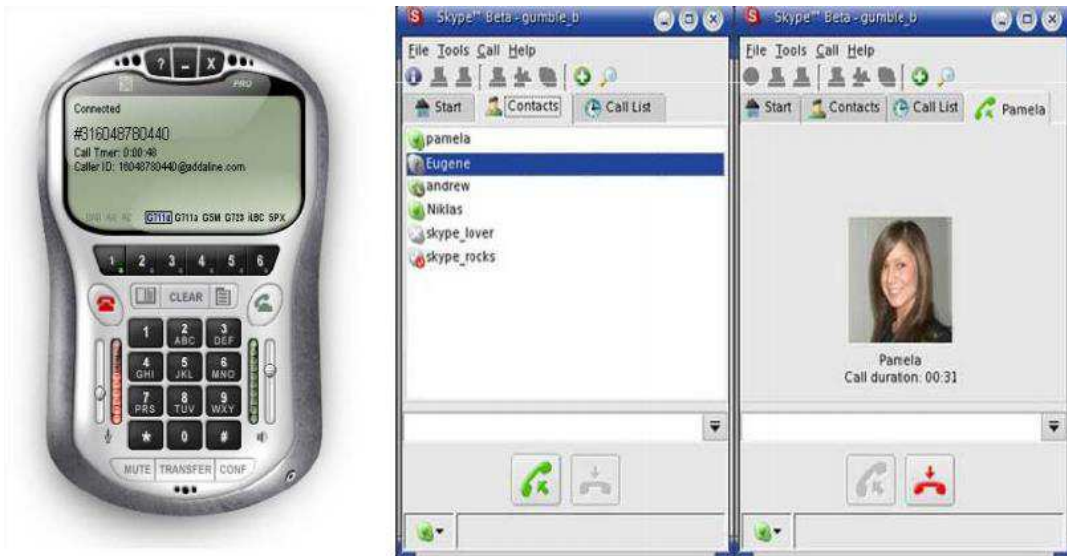 ? – X
PRO
Connected
#316048780440
Call Timer: 0:00:48
Caller ID: 16048780440@addaline.com
G711u G711a GSM G723 iLBC SPX
1 2 3 4 5 6
CLEAR
1 2 3
ABC DEF
4 5 6
GHI JKL MNO
7 8 9
PRS TUV WXY
* 0 #
MUTE TRANSFER CONF
S Skype™ Beta - gumble_b
File Tools Call Help
Start Contacts Call List
pamela
Eugene
andrew
Niklas
skype_lover
skype_rocks
S Skype™ Beta - gumble_b
File Tools Call Help
Start Contacts Call List Pamela
Pamela
Call duration: 00:31